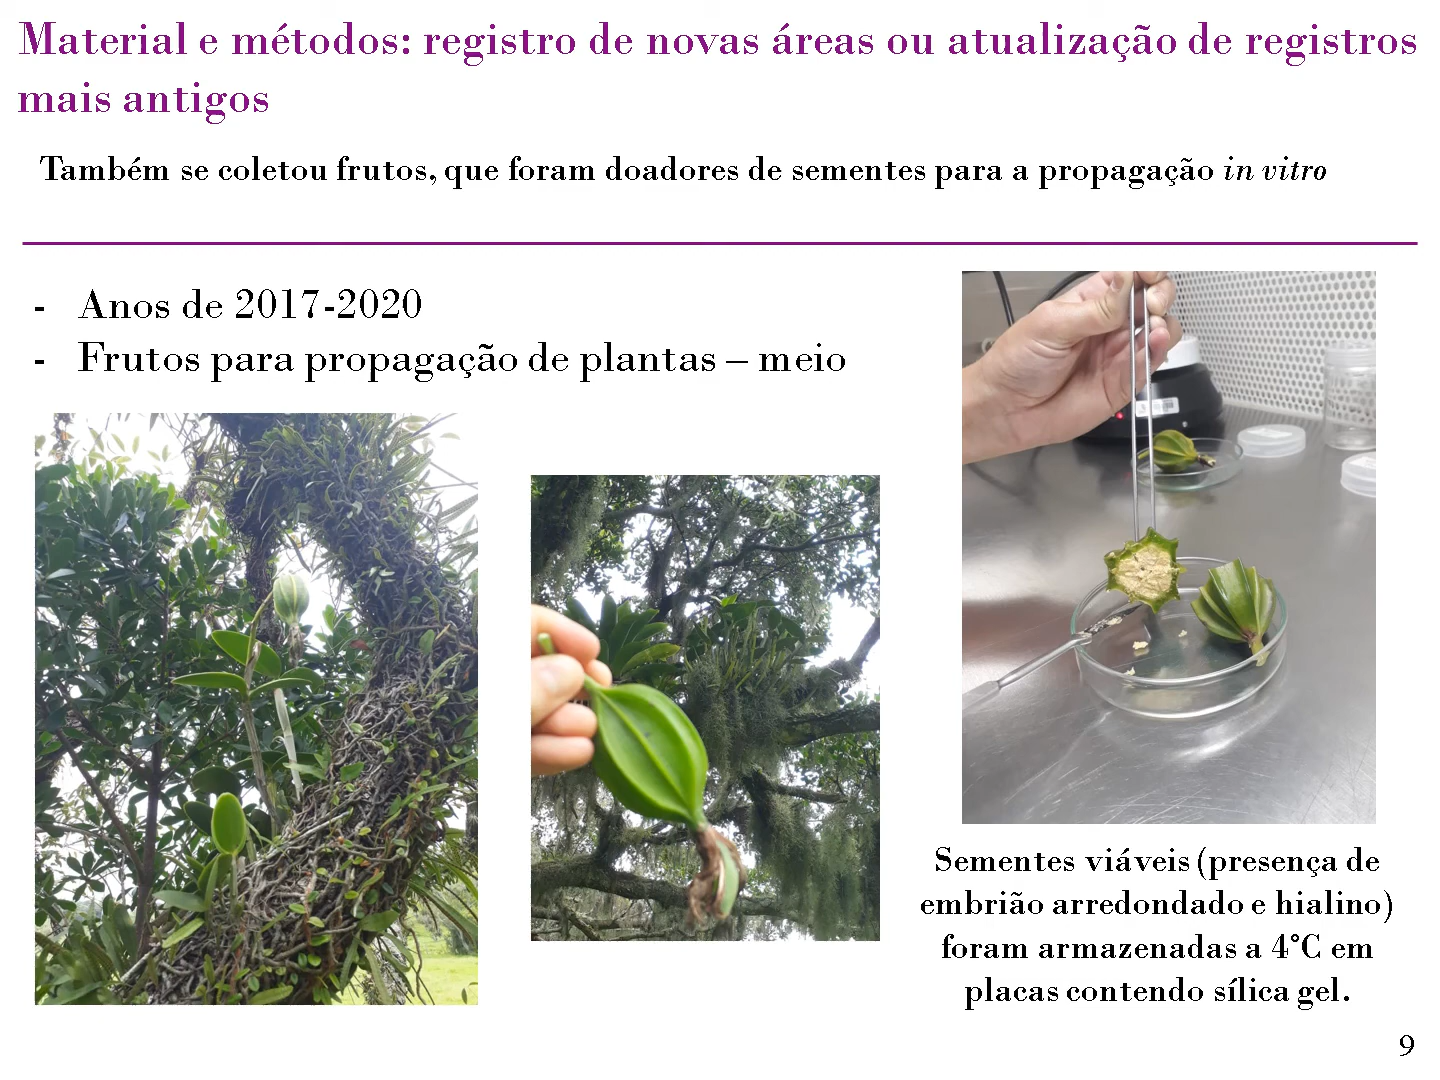 Material e métodos: registro de novas áreas ou atualização de registros
mais antigos
Também se coletou frutos, que foram doadores de sementes para a propagação in vitro
- Anos de 2017-2020
- Frutos para propagação de plantas – meio
Sementes viáveis (presença de
embrião arredondado e hialino)
foram armazenadas a 4°C em
placas contendo sílica gel.
9